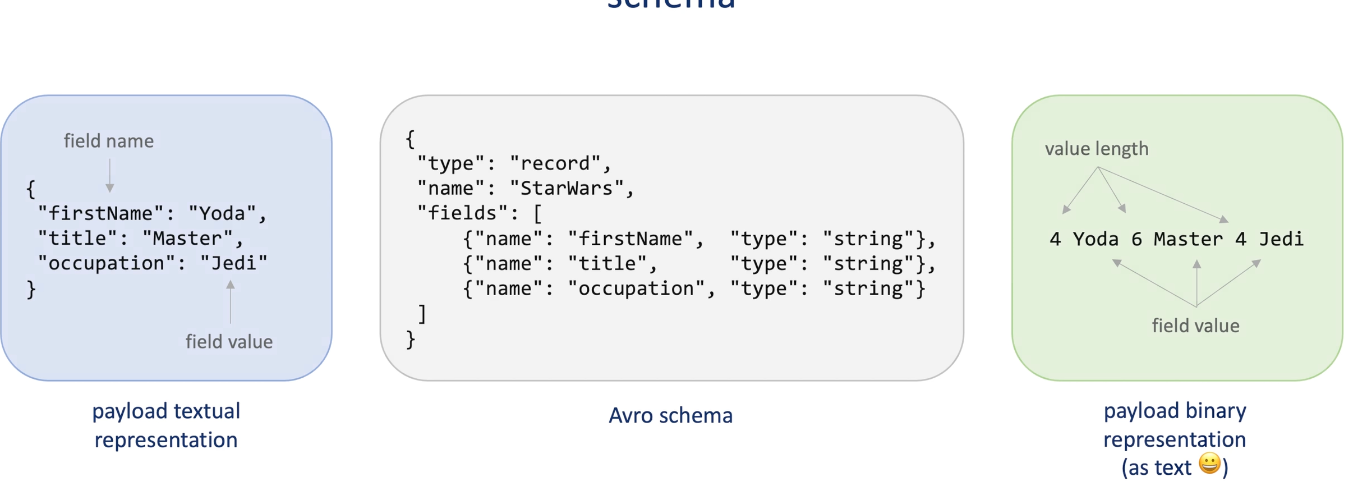 schema
field name
{
"firstName": "Yoda",
"title": "Master",
"occupation": "Jedi"
}
field value
payload textual
representation
{
"type": "record",
"name": "StarWars",
"fields": [
{"name": "firstName", "type": "string"},
{"name": "title", "type": "string"},
{"name": "occupation", "type": "string"}
]
}
Avro schema
value length
4 Yoda 6 Master 4 Jedi
field value
payload binary
representation
(as text 😀)